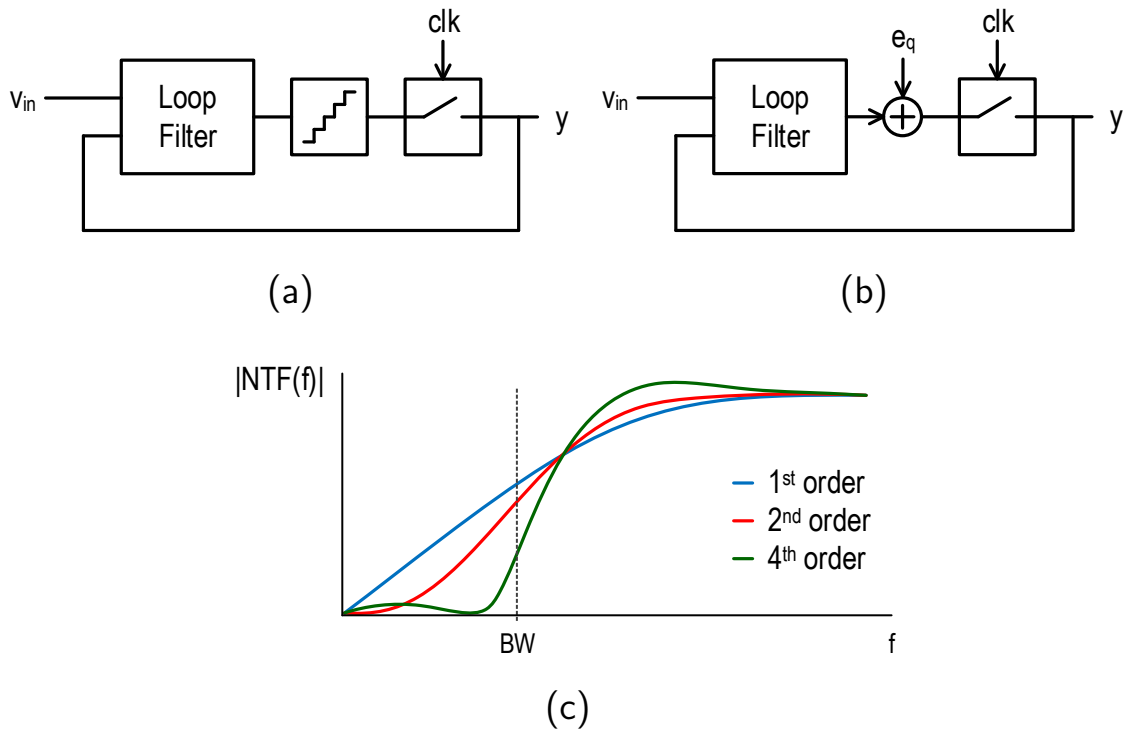 clk
v_in
Loop
Filter
y
(a)
e_q
clk
v_in
Loop
Filter
y
(b)
|NTF(f)|
1st order
2nd order
4th order
BW
f
(c)